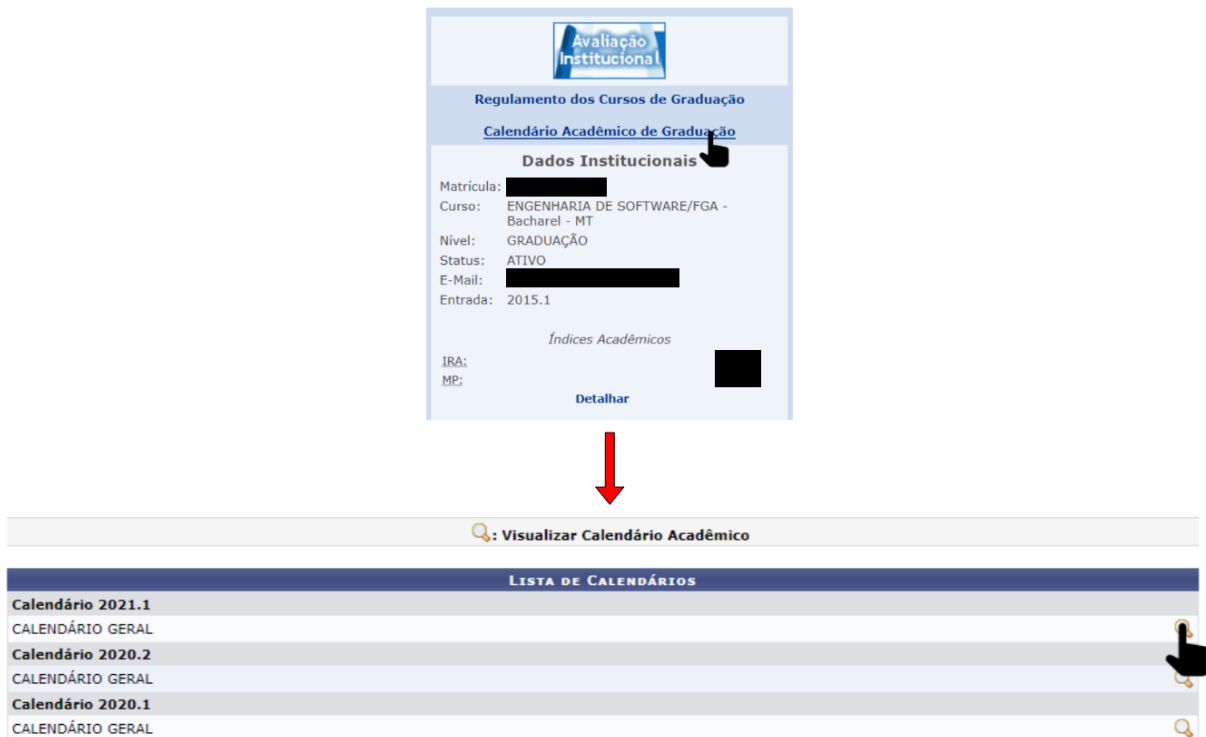 Avaliação
Institucional
Regulamento dos Cursos de Graduação
Calendário Acadêmico de Graduação
Dados Institucionais
Matrícula:
Curso: ENGENHARIA DE SOFTWARE/FGA -
Bacharel - MT
Nível: GRADUAÇÃO
Status: ATIVO
E-Mail:
Entrada: 2015.1
Índices Acadêmicos
IRA:
MP:
Detalhar
: Visualizar Calendário Acadêmico
LISTA DE CALENDÁRIOS
Calendário 2021.1
CALENDÁRIO GERAL
Calendário 2020.2
CALENDÁRIO GERAL
Calendário 2020.1
CALENDÁRIO GERAL